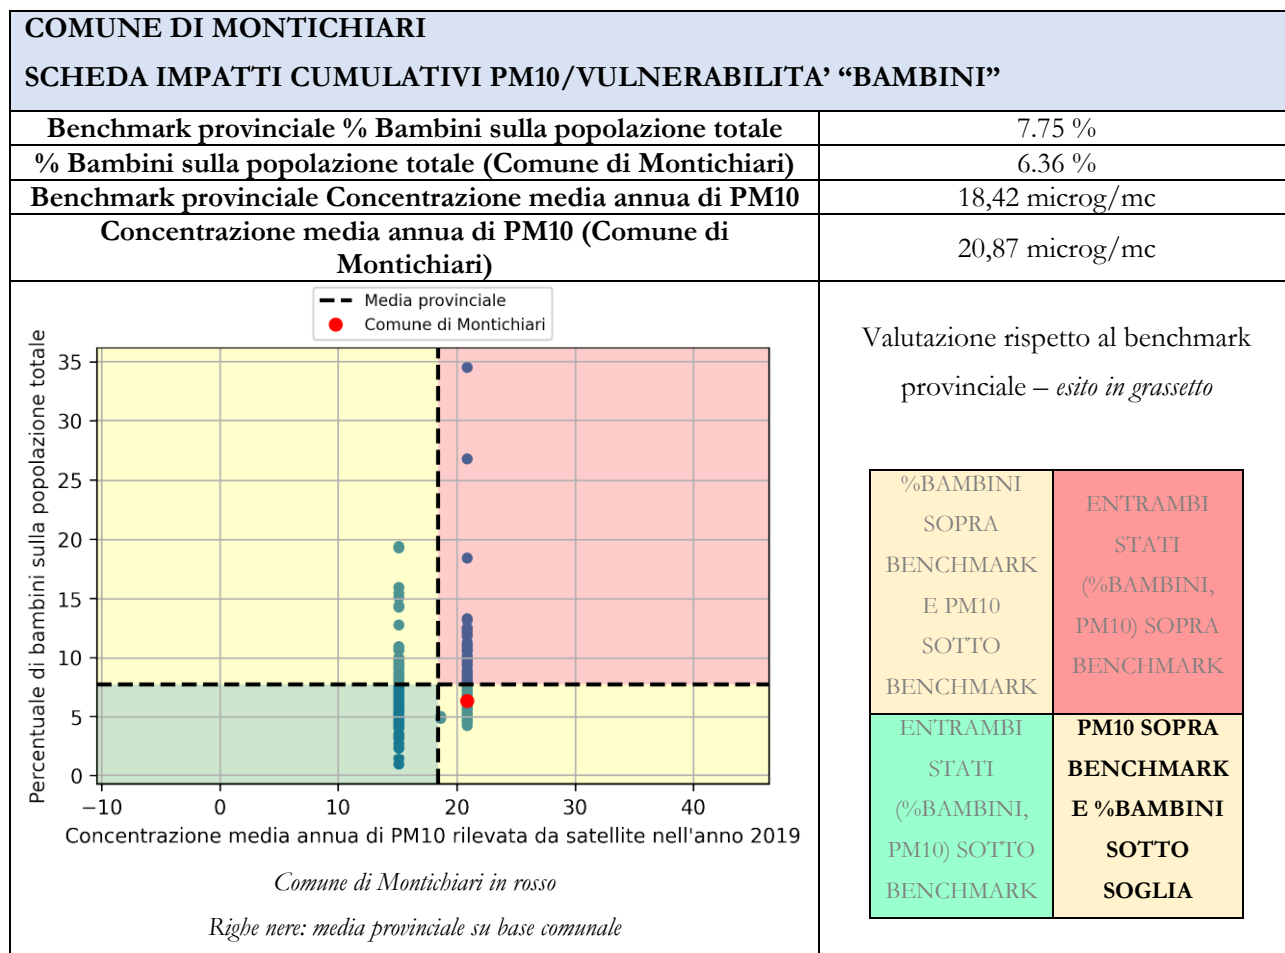 COMUNE DI MONTICHIARI
SCHEDA IMPATTI CUMULATIVI PM10/VULNERABILITA’ “BAMBINI”
Benchmark provinciale % Bambini sulla popolazione totale
7.75 %
% Bambini sulla popolazione totale (Comune di Montichiari)
6.36 %
Benchmark provinciale Concentrazione media annua di PM10
18,42 microg/mc
Concentrazione media annua di PM10 (Comune di
Montichiari)
20,87 microg/mc
Media provinciale
Comune di Montichiari
Percentuale di bambini sulla popolazione totale
35
30
25
20
15
10
5
0
−10
0
10
20
30
40
Concentrazione media annua di PM10 rilevata da satellite nell'anno 2019
Comune di Montichiari in rosso
Righe nere: media provinciale su base comunale
Valutazione rispetto al benchmark
provinciale – esito in grassetto
%BAMBINI
SOPRA
BENCHMARK
E PM10
SOTTO
BENCHMARK
ENTRAMBI
STATI
(%BAMBINI,
PM10) SOPRA
BENCHMARK
ENTRAMBI
STATI
(%BAMBINI,
PM10) SOTTO
BENCHMARK
PM10 SOPRA
BENCHMARK
E %BAMBINI
SOTTO
SOGLIA